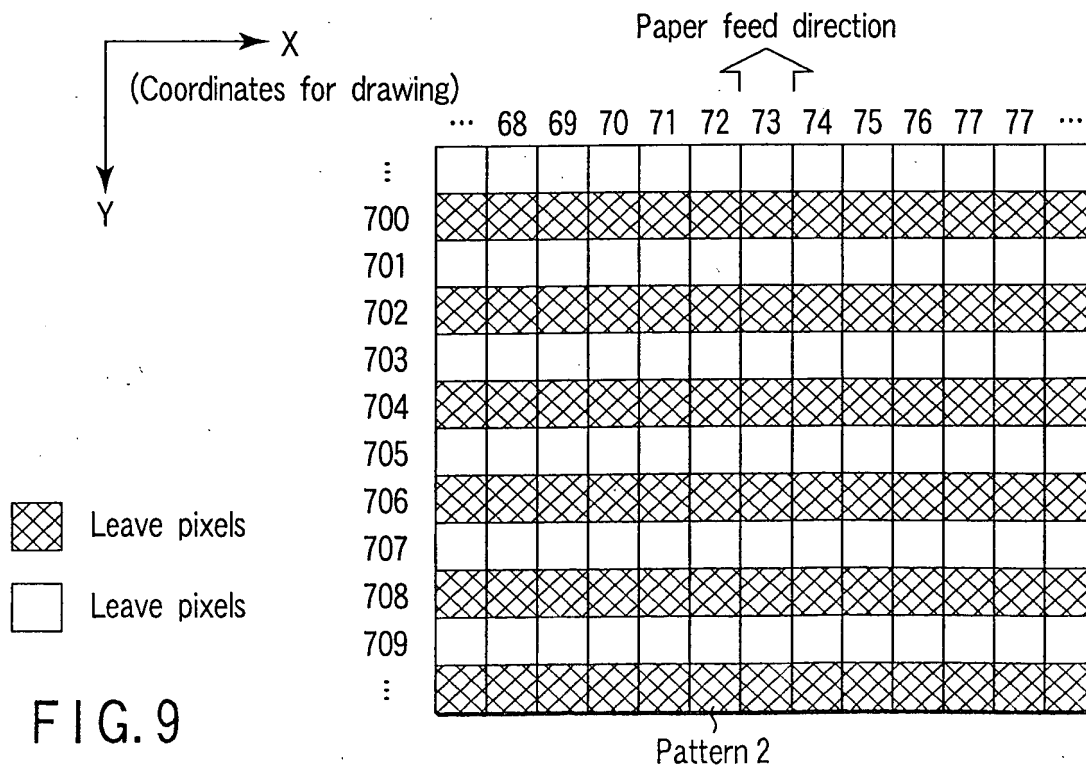 X
(Coordinates for drawing)
Y
Paper feed direction
... 68 69 70 71 72 73 74 75 76 77 77 ...
⋮
700
701
702
703
704
705
706
707
708
709
⋮
Leave pixels
Leave pixels
Pattern 2
FIG. 9